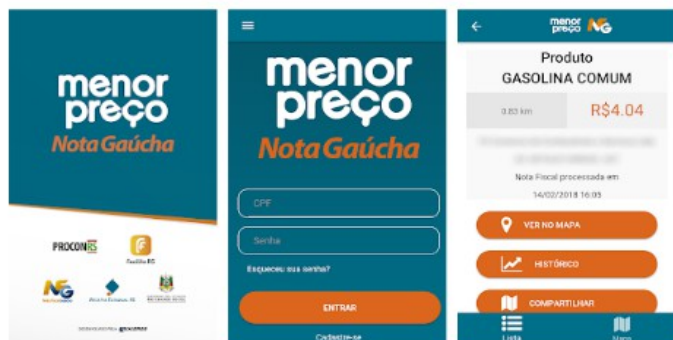 menor
preço
Nota Gaúcha
PROCON RS
menor
preço
Nota Gaúcha
CPF
Senha
Esqueceu sua senha?
ENTRAR
Cadastre-se
menor
preço NFG
Produto
GASOLINA COMUM
0.83 km
R$4.04
Nota Fiscal processada em
14/02/2018 16:05
VER NO MAPA
HISTÓRICO
COMPARTILHAR
Lista
Mapa